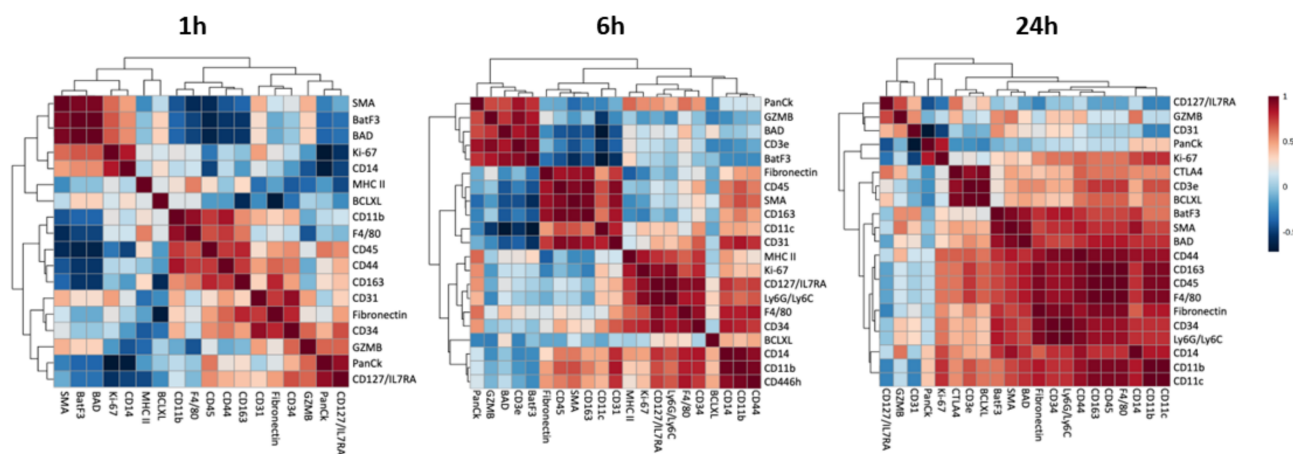 1h
6h
24h
SMA
BatF3
BAD
Ki-67
CD14
MHC II
BCLXL
CD11b
F4/80
CD45
CD44
CD163
CD31
Fibronectin
CD34
GZMB
PanCk
CD127/IL7RA
SMA
BatF3
BAD
Ki-67
CD14
MHC II
BCLXL
CD11b
F4/80
CD45
CD44
CD163
CD31
Fibronectin
CD34
GZMB
PanCk
CD127/IL7RA
PanCk
GZMB
BAD
CD3e
BatF3
Fibronectin
CD45
SMA
CD163
CD11c
CD31
MHC II
Ki-67
CD127/IL7RA
Ly6G/Ly6C
F4/80
CD34
BCLXL
CD14
CD11b
CD446h
PanCk
GZMB
BAD
CD3e
BatF3
Fibronectin
CD45
SMA
CD163
CD11c
CD31
MHC II
Ki-67
CD127/IL7RA
Ly6G/Ly6C
F4/80
CD34
BCLXL
CD14
CD11b
CD44
CD127/IL7RA
GZMB
CD31
PanCk
Ki-67
CTLA4
CD3e
BCLXL
BatF3
SMA
BAD
CD44
CD163
CD45
F4/80
Fibronectin
CD34
Ly6G/Ly6C
CD14
CD11b
CD11c
CD127/IL7RA
GZMB
CD31
PanCk
Ki-67
CTLA4
CD3e
BCLXL
BatF3
SMA
BAD
Fibronectin
CD34
Ly6G/Ly6C
CD44
CD163
CD45
F4/80
CD14
CD11b
CD11c
1
0.5
0
-0.5